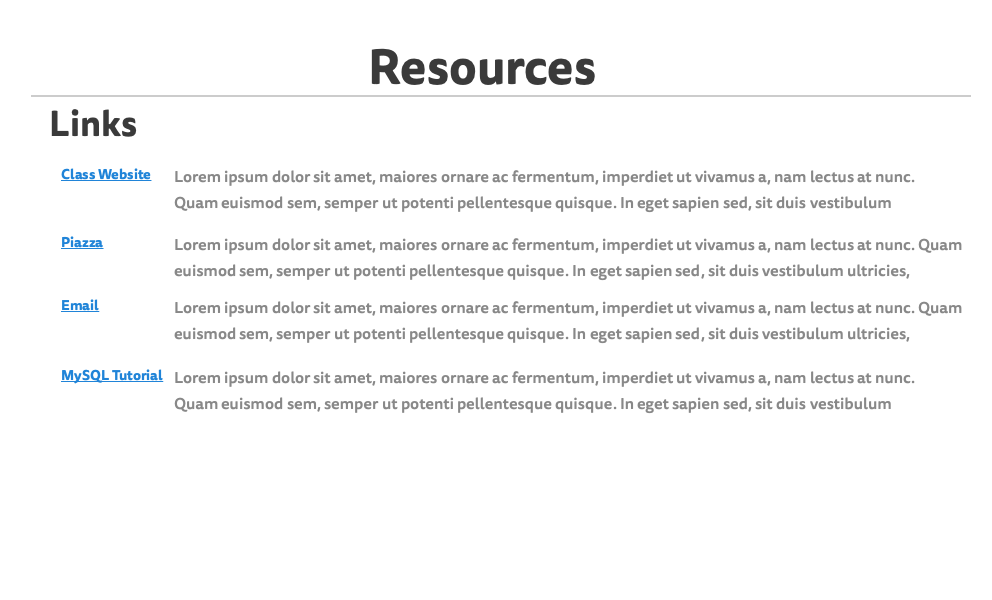 Resources
Links
Class Website
Lorem ipsum dolor sit amet, maiores ornare ac fermentum, imperdiet ut vivamus a, nam lectus at nunc.
Quam euismod sem, semper ut potenti pellentesque quisque. In eget sapien sed, sit duis vestibulum
Piazza
Lorem ipsum dolor sit amet, maiores ornare ac fermentum, imperdiet ut vivamus a, nam lectus at nunc. Quam
euismod sem, semper ut potenti pellentesque quisque. In eget sapien sed, sit duis vestibulum ultricies,
Email
Lorem ipsum dolor sit amet, maiores ornare ac fermentum, imperdiet ut vivamus a, nam lectus at nunc. Quam
euismod sem, semper ut potenti pellentesque quisque. In eget sapien sed, sit duis vestibulum ultricies,
MySQL Tutorial
Lorem ipsum dolor sit amet, maiores ornare ac fermentum, imperdiet ut vivamus a, nam lectus at nunc.
Quam euismod sem, semper ut potenti pellentesque quisque. In eget sapien sed, sit duis vestibulum